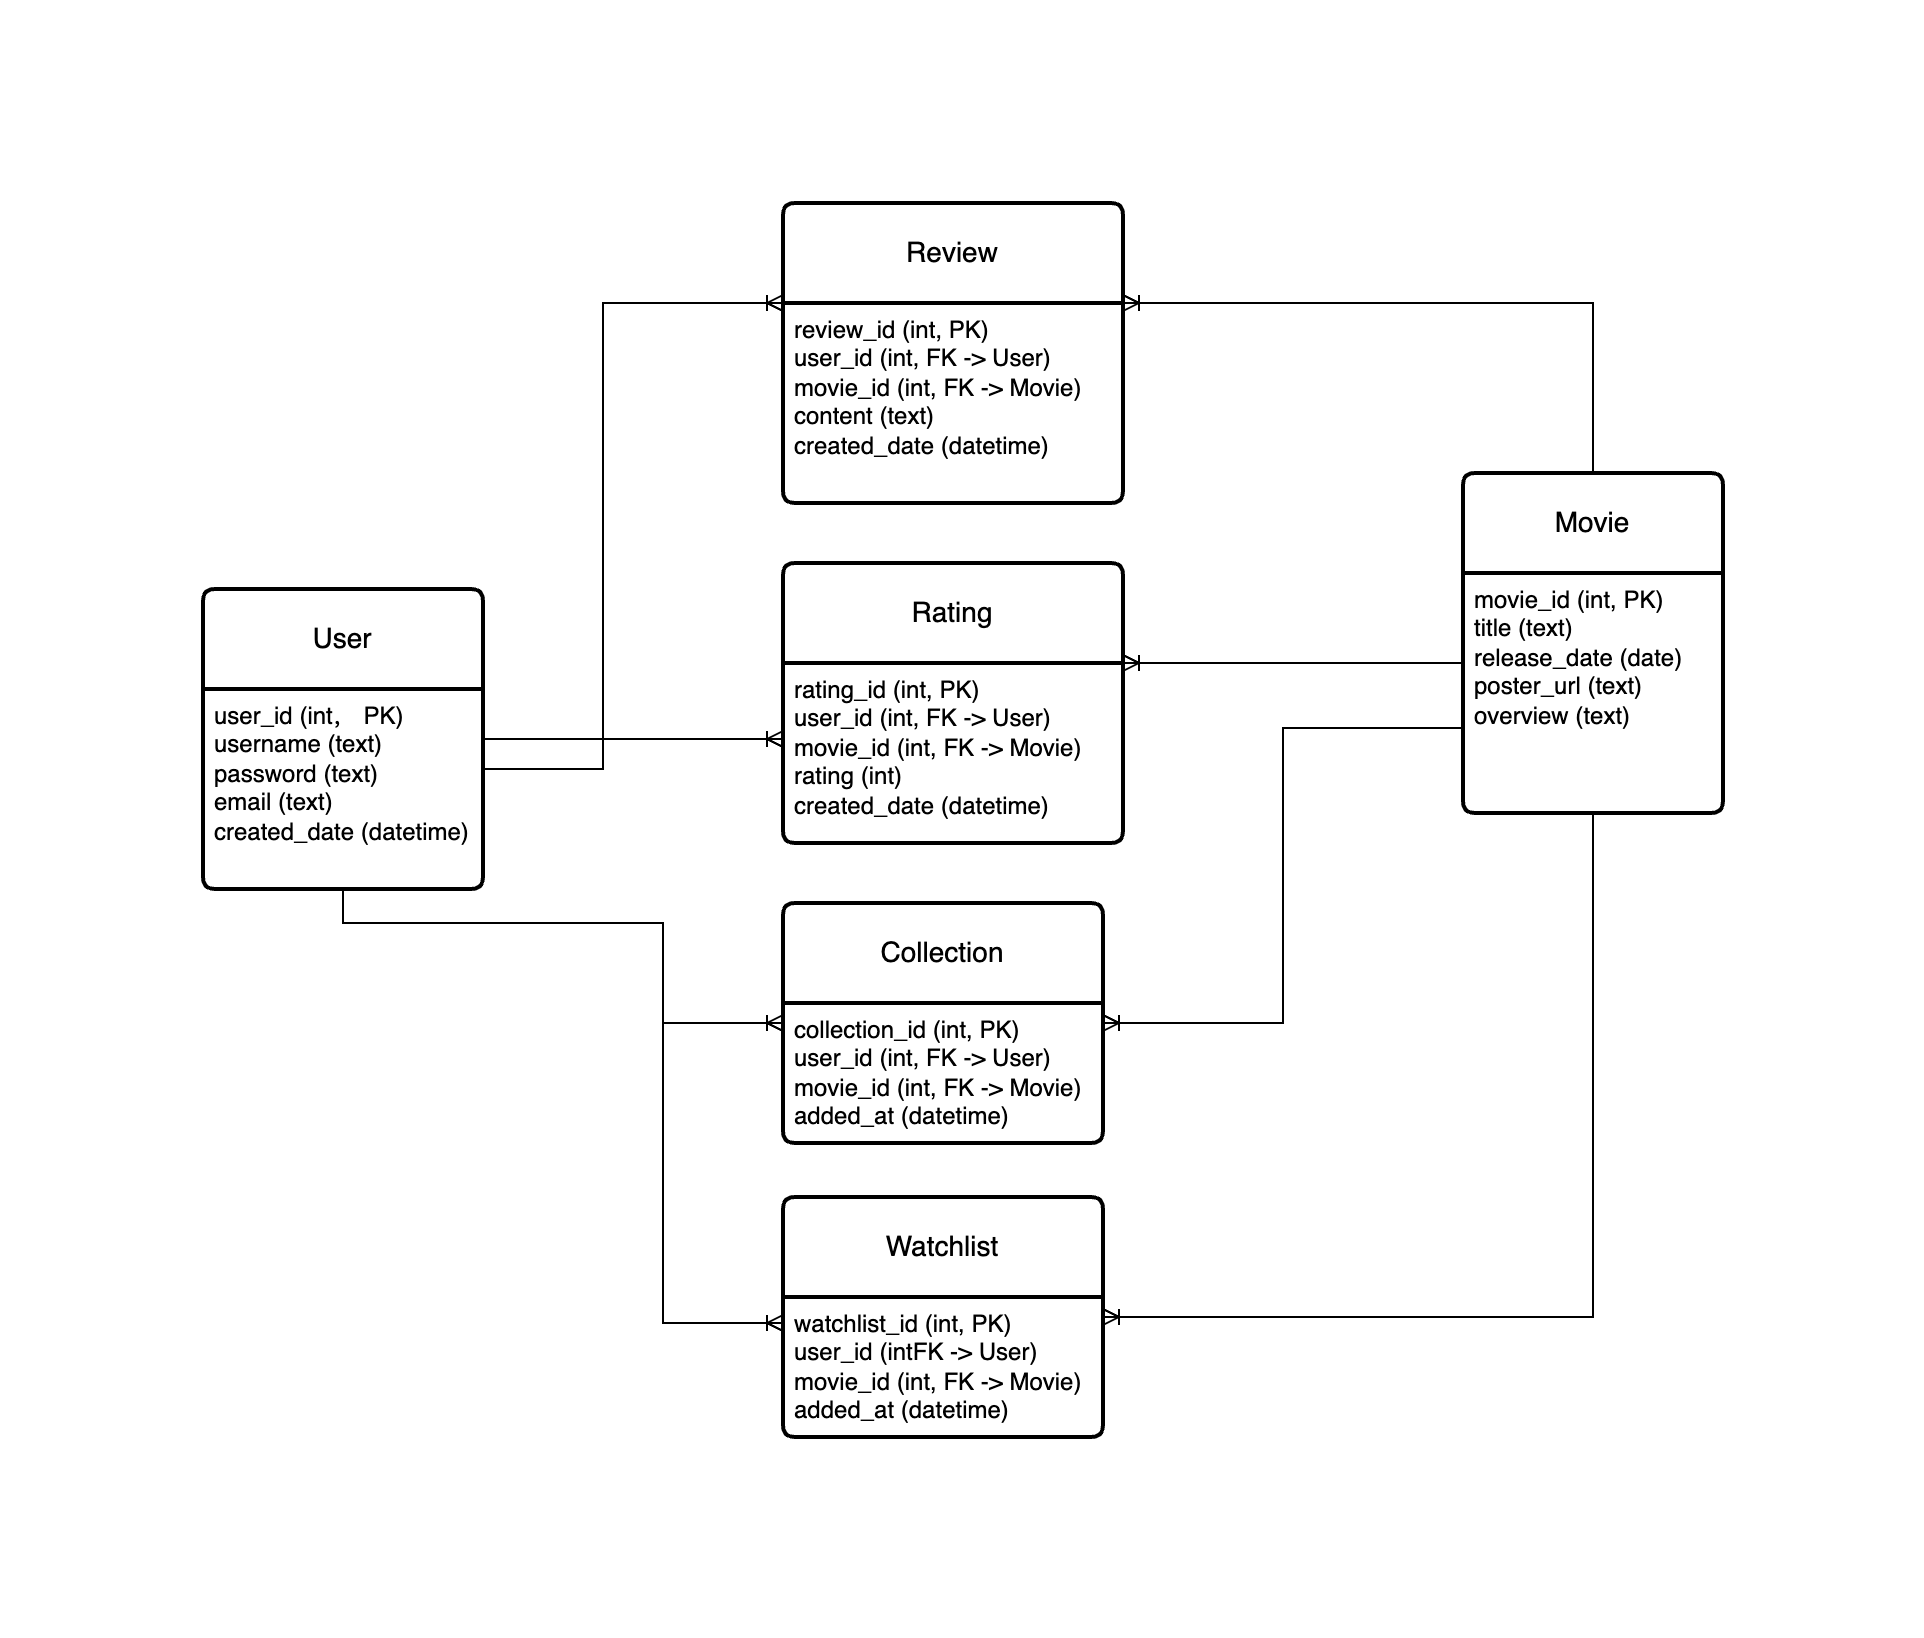 Review
review_id (int, PK)
user_id (int, FK -> User)
movie_id (int, FK -> Movie)
content (text)
created_date (datetime)
User
user_id (int， PK)
username (text)
password (text)
email (text)
created_date (datetime)
Rating
rating_id (int, PK)
user_id (int, FK -> User)
movie_id (int, FK -> Movie)
rating (int)
created_date (datetime)
Movie
movie_id (int, PK)
title (text)
release_date (date)
poster_url (text)
overview (text)
Collection
collection_id (int, PK)
user_id (int, FK -> User)
movie_id (int, FK -> Movie)
added_at (datetime)
Watchlist
watchlist_id (int, PK)
user_id (intFK -> User)
movie_id (int, FK -> Movie)
added_at (datetime)